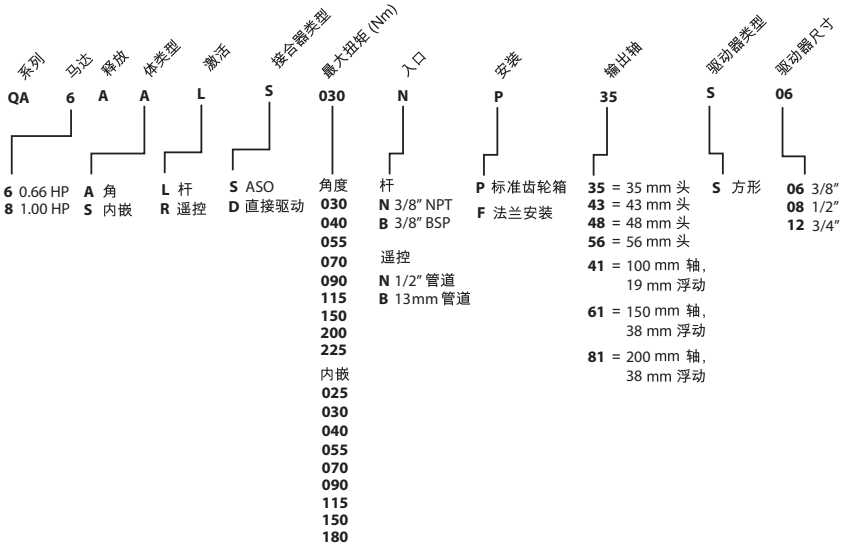 系列
马达
释放
体类型
激活
接合器类型
最大扭矩 (Nm)
入口
安装
输出轴
驱动器类型
驱动器尺寸
QA 6 A A L S 030 N P 35 S 06
6 0.66 HP
8 1.00 HP
A 角
S 内嵌
L 杆
R 遥控
S ASO
D 直接驱动
角度
030
040
055
070
090
115
150
200
225
内嵌
025
030
040
055
070
090
115
150
180
杆
N 3/8” NPT
B 3/8” BSP
遥控
N 1/2” 管道
B 13mm 管道
P 标准齿轮箱
F 法兰安装
35 = 35 mm 头
43 = 43 mm 头
48 = 48 mm 头
56 = 56 mm 头
41 = 100 mm 轴，
19 mm 浮动
61 = 150 mm 轴，
38 mm 浮动
81 = 200 mm 轴，
38 mm 浮动
S 方形
06 3/8”
08 1/2”
12 3/4”